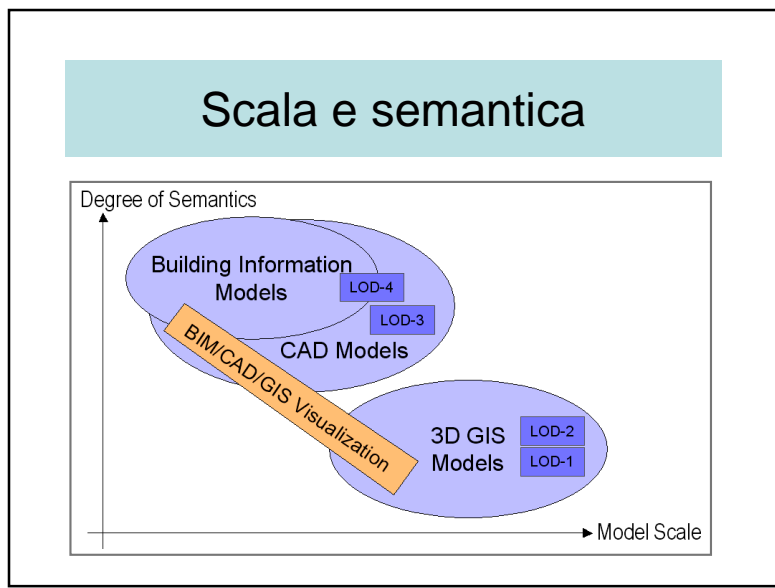 Scala e semantica
Degree of Semantics
Building Information
Models
LOD-4
LOD-3
CAD Models
BIM/CAD/GIS Visualization
3D GIS
Models
LOD-2
LOD-1
Model Scale